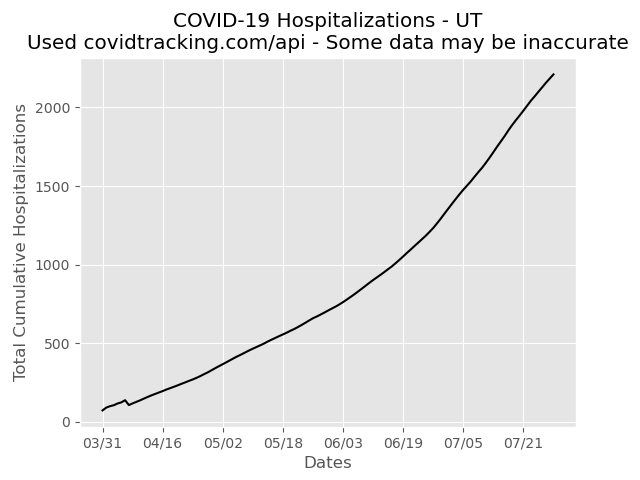 COVID-19 Hospitalizations - UT
Used covidtracking.com/api - Some data may be inaccurate
Total Cumulative Hospitalizations
2000
1500
1000
500
0
03/31 04/16 05/02 05/18 06/03 06/19 07/05 07/21
Dates